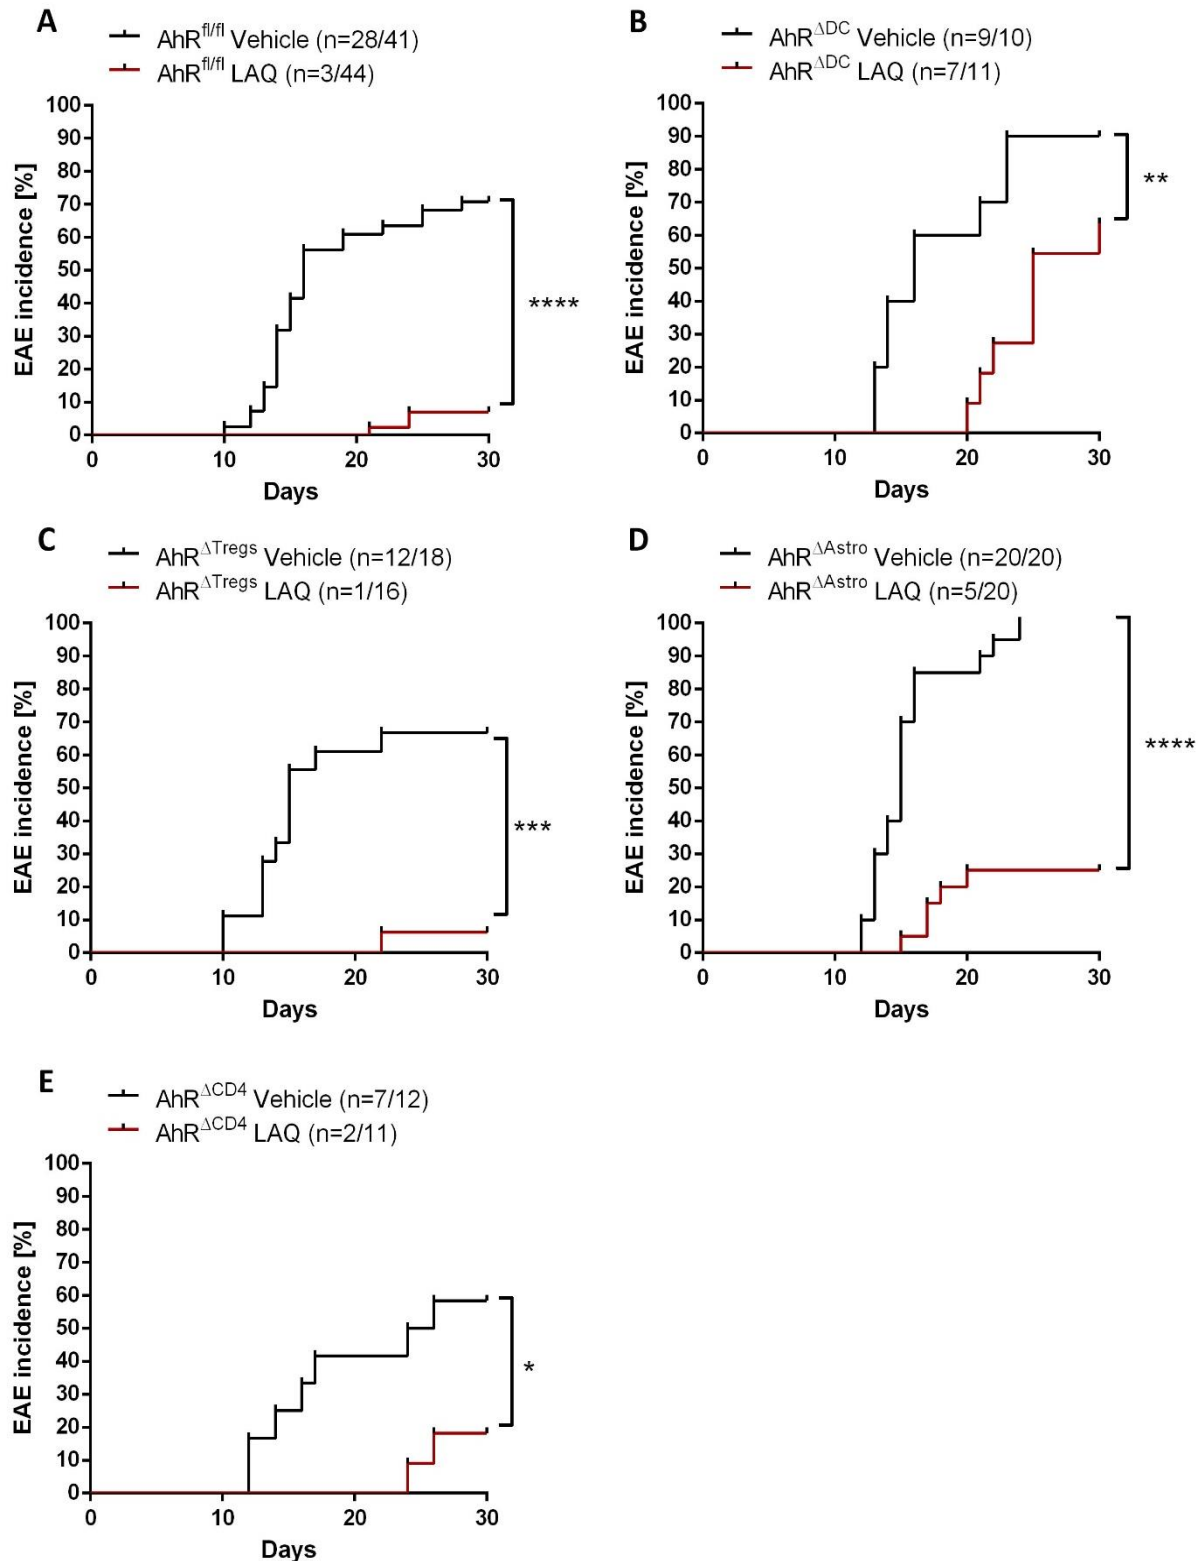 A
AhR^fl/fl Vehicle (n=28/41)
AhR^fl/fl LAQ (n=3/44)
EAE incidence [%]
100
90
80
70
60
50
40
30
20
10
0
0 10 20 30
Days
****
B
AhR^ΔDC Vehicle (n=9/10)
AhR^ΔDC LAQ (n=7/11)
EAE incidence [%]
100
90
80
70
60
50
40
30
20
10
0
0 10 20 30
Days
**
C
AhR^ΔTregs Vehicle (n=12/18)
AhR^ΔTregs LAQ (n=1/16)
EAE incidence [%]
100
90
80
70
60
50
40
30
20
10
0
0 10 20 30
Days
***
D
AhR^ΔAstro Vehicle (n=20/20)
AhR^ΔAstro LAQ (n=5/20)
EAE incidence [%]
100
90
80
70
60
50
40
30
20
10
0
0 10 20 30
Days
****
E
AhR^ΔCD4 Vehicle (n=7/12)
AhR^ΔCD4 LAQ (n=2/11)
EAE incidence [%]
100
90
80
70
60
50
40
30
20
10
0
0 10 20 30
Days
*